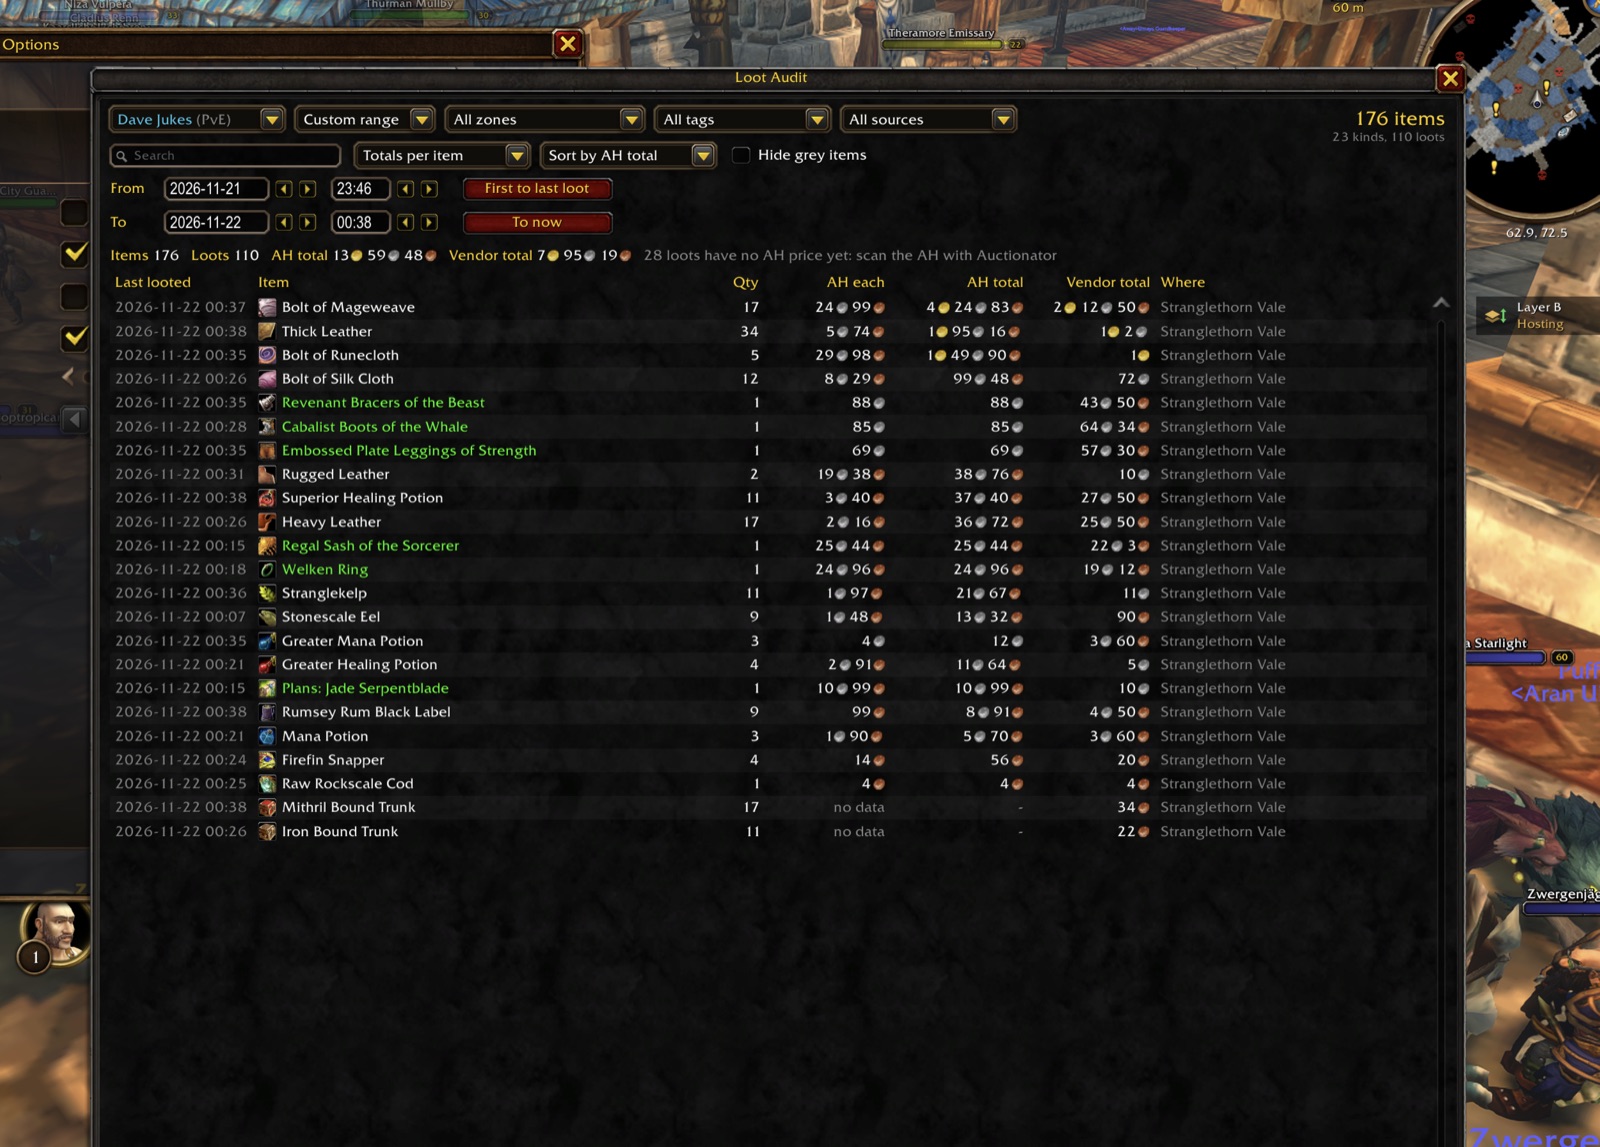 Niza Vulpera
33
Thurman Mullby
30
60 m
Theramore Emissary
22
Options
Loot Audit
Dave Jukes (PvE)
Custom range
All zones
All tags
All sources
176 items
23 kinds, 110 loots
Search
Totals per item
Sort by AH total
Hide grey items
From
2026-11-21
23:46
First to last loot
To
2026-11-22
00:38
To now
Items 176 Loots 110 AH total 13 59 48 Vendor total 7 95 19 28 loots have no AH price yet: scan the AH with Auctionator
Last looted Item Qty AH each AH total Vendor total Where
2026-11-22 00:37 Bolt of Mageweave 17 24 99 4 24 83 2 12 50 Stranglethorn Vale
2026-11-22 00:38 Thick Leather 34 5 74 1 95 16 1 2 Stranglethorn Vale
2026-11-22 00:35 Bolt of Runecloth 5 29 98 1 49 90 1 Stranglethorn Vale
2026-11-22 00:26 Bolt of Silk Cloth 12 8 29 99 48 72 Stranglethorn Vale
2026-11-22 00:35 Revenant Bracers of the Beast 1 88 88 43 50 Stranglethorn Vale
2026-11-22 00:28 Cabalist Boots of the Whale 1 85 85 64 34 Stranglethorn Vale
2026-11-22 00:35 Embossed Plate Leggings of Strength 1 69 69 57 30 Stranglethorn Vale
2026-11-22 00:31 Rugged Leather 2 19 38 38 76 10 Stranglethorn Vale
2026-11-22 00:38 Superior Healing Potion 11 3 40 37 40 27 50 Stranglethorn Vale
2026-11-22 00:26 Heavy Leather 17 2 16 36 72 25 50 Stranglethorn Vale
2026-11-22 00:15 Regal Sash of the Sorcerer 1 25 44 25 44 22 3 Stranglethorn Vale
2026-11-22 00:18 Welken Ring 1 24 96 24 96 19 12 Stranglethorn Vale
2026-11-22 00:36 Stranglekelp 11 1 97 21 67 11 Stranglethorn Vale
2026-11-22 00:07 Stonescale Eel 9 1 48 13 32 90 Stranglethorn Vale
2026-11-22 00:35 Greater Mana Potion 3 4 12 3 60 Stranglethorn Vale
2026-11-22 00:21 Greater Healing Potion 4 2 91 11 64 5 Stranglethorn Vale
2026-11-22 00:15 Plans: Jade Serpentblade 1 10 99 10 99 10 Stranglethorn Vale
2026-11-22 00:38 Rumsey Rum Black Label 9 99 8 91 4 50 Stranglethorn Vale
2026-11-22 00:21 Mana Potion 3 1 90 5 70 3 60 Stranglethorn Vale
2026-11-22 00:24 Firefin Snapper 4 14 56 20 Stranglethorn Vale
2026-11-22 00:25 Raw Rockscale Cod 1 4 4 4 Stranglethorn Vale
2026-11-22 00:38 Mithril Bound Trunk 17 no data - 34 Stranglethorn Vale
2026-11-22 00:26 Iron Bound Trunk 11 no data - 22 Stranglethorn Vale
City Gua...
1
62.9, 72.5
Layer B
Hosting
a Starlight
60
<Aran U
Zwergenjäg
Zwerge